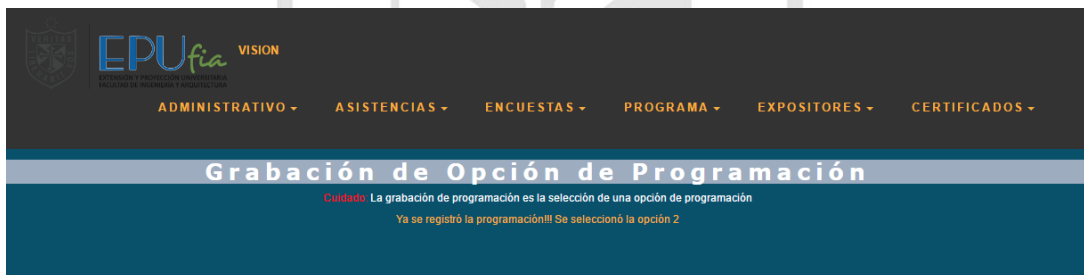 VERITAS
EPUfia VISION
EXTENSIÓN Y PROYECCIÓN UNIVERSITARIA
FACULTAD DE INGENIERÍA Y ARQUITECTURA
ADMINISTRATIVO ASISTENCIAS ENCUESTAS PROGRAMA EXPOSITORES CERTIFICADOS
Grabación de Opción de Programación
Cuidado: La grabación de programación es la selección de una opción de programación
Ya se registró la programación!!! Se seleccionó la opción 2